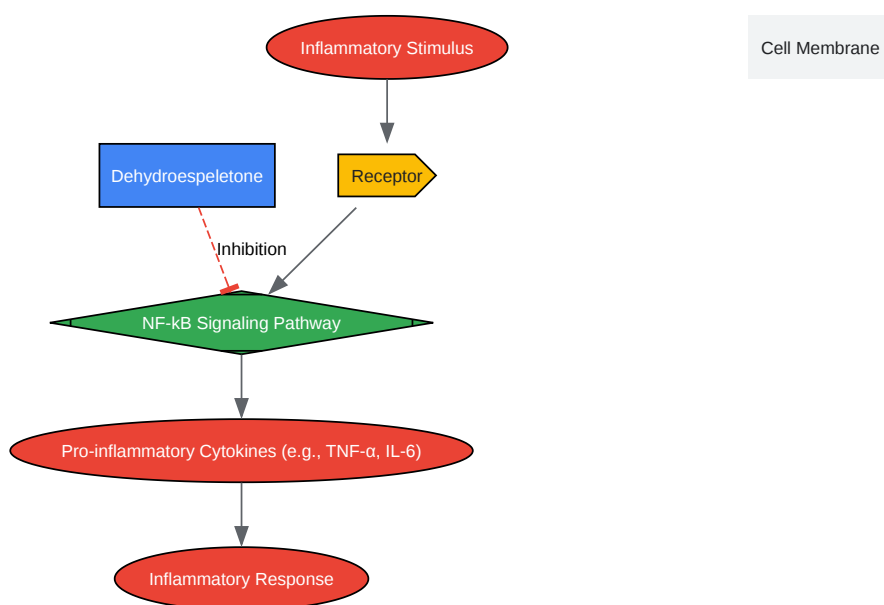 Inflammatory Stimulus
Cell Membrane
Dehydroespeletone
Receptor
Inhibition
NF-kB Signaling Pathway
Pro-inflammatory Cytokines (e.g., TNF-α, IL-6)
Inflammatory Response